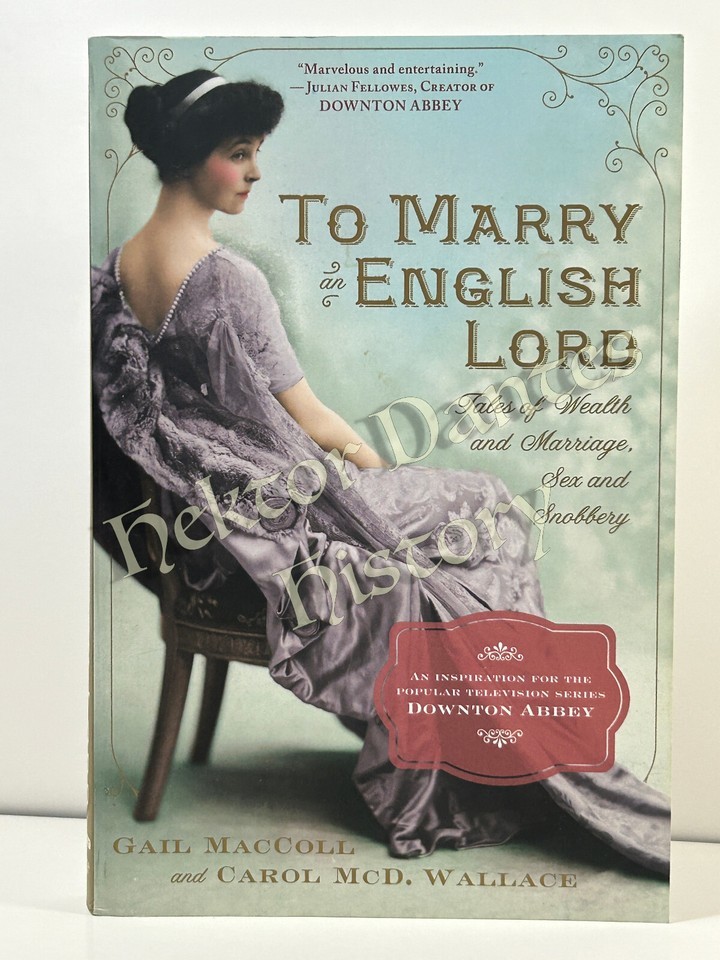 “Marvelous and entertaining.”
—Julian Fellowes, Creator of
DOWNTON ABBEY
To Marry
an English
Lord
Tales of Wealth
and Marriage,
Sex and
Snobbery
Hektor Dantes
History
An inspiration for the
popular television series
Downton Abbey
Gail MacColl
and Carol McD. Wallace